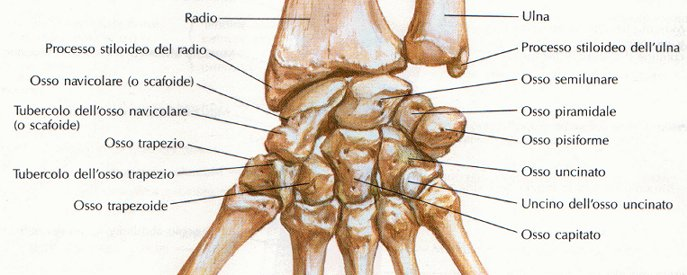 Radio
Processo stiloideo del radio
Osso navicolare (o scafoide)
Tubercolo dell'osso navicolare
(o scafoide)
Osso trapezio
Tubercolo dell'osso trapezio
Osso trapezoide
Ulna
Processo stiloideo dell'ulna
Osso semilunare
Osso piramidale
Osso pisiforme
Osso uncinato
Uncino dell'osso uncinato
Osso capitato